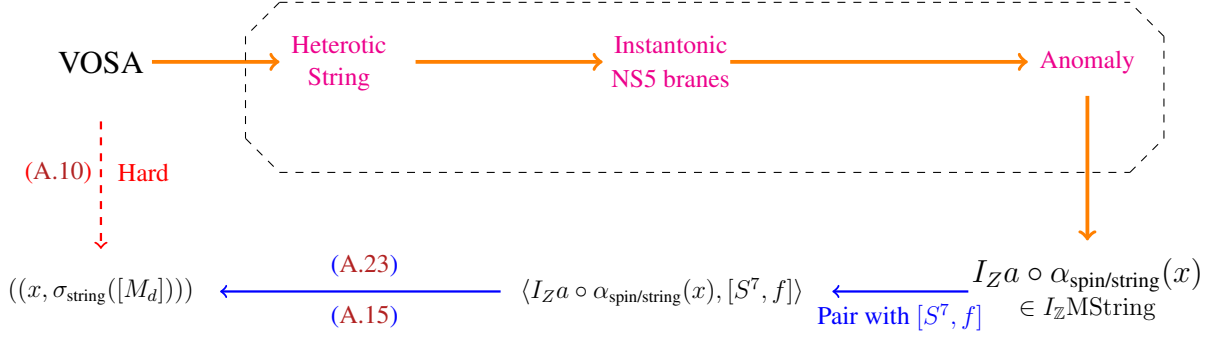 VOSA
Heterotic
String
Instantonic
NS5 branes
Anomaly
(A.10)
Hard
((x, σ_string([M_d])))
(A.23)
(A.15)
⟨I_Z a ∘ α_spin/string(x), [S^7, f]⟩
Pair with [S^7, f]
I_Z a ∘ α_spin/string(x)
∈ I_ℤMString